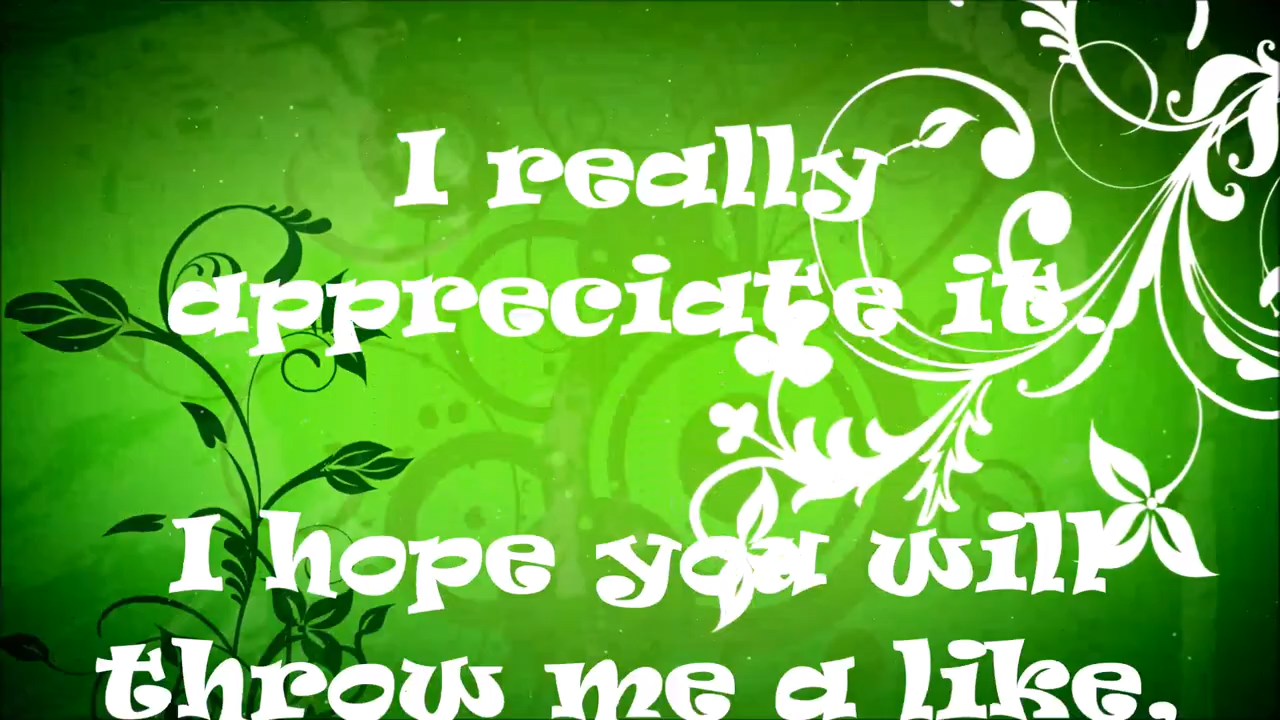 I really
appreciate it.
I hope you will
throw me a like,